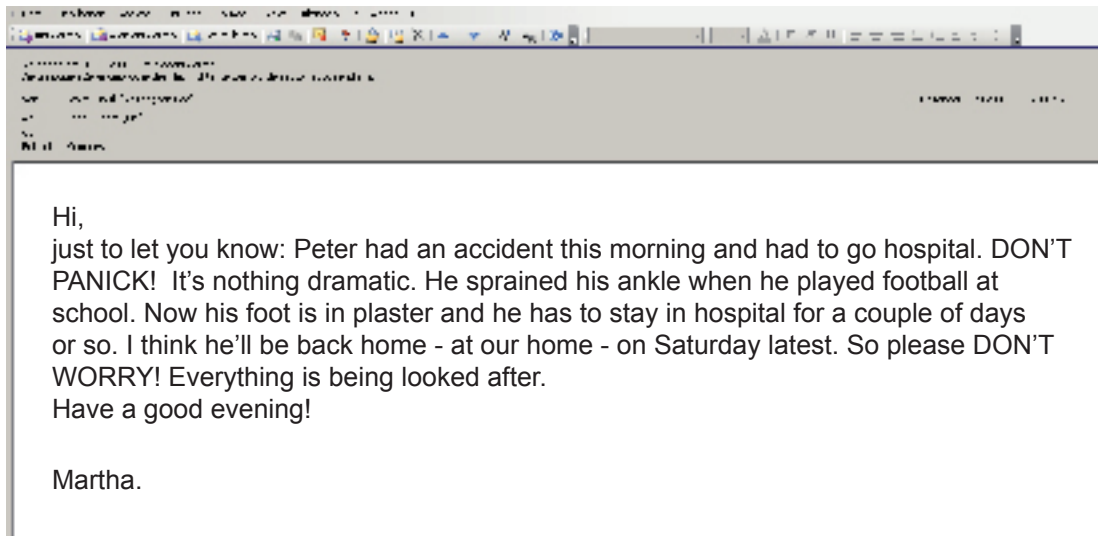 Hi,
just to let you know: Peter had an accident this morning and had to go hospital. DON’T
PANICK!  It’s nothing dramatic. He sprained his ankle when he played football at
school. Now his foot is in plaster and he has to stay in hospital for a couple of days
or so. I think he’ll be back home - at our home - on Saturday latest. So please DON’T
WORRY! Everything is being looked after.
Have a good evening!
Martha.